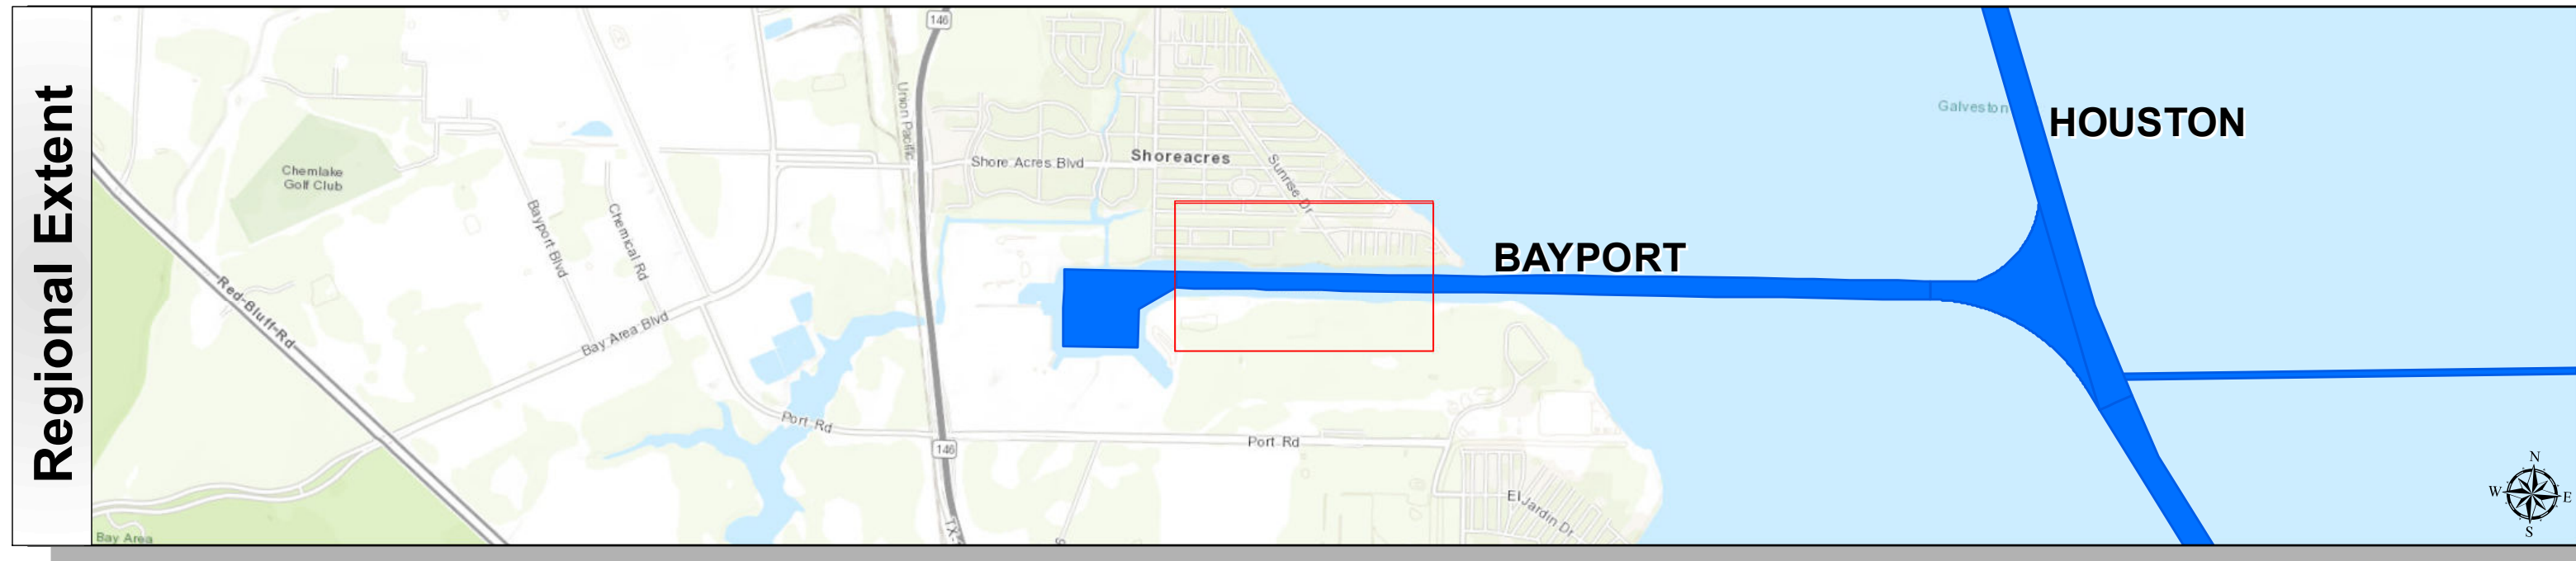 Regional Extent
146
Union Pacific
Galveston
HOUSTON
Chemlake
Golf Club
Shore Acres Blvd
Shoreacres
Sunrise Dr
Bayport Blvd
Chemical Rd
BAYPORT
Red-Bluff-Rd
Bay Area Blvd
Port Rd
146
Port Rd
El Jardin Dr
TX-
Bay Area
N
W
E
S